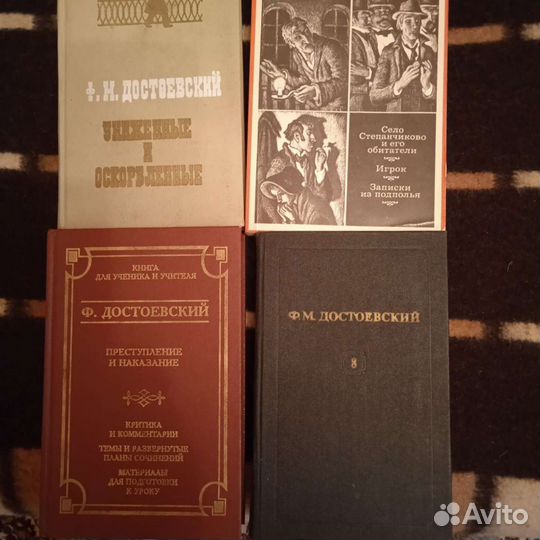 Ф. М. ДОСТОЕВСКИЙ
УНИЖЕННЫЕ
И
ОСКОРБЛЕННЫЕ
Село
Степанчиково
и его
обитатели
Игрок
Записки
из подполья
КНИГА
ДЛЯ УЧЕНИКА И УЧИТЕЛЯ
Ф. ДОСТОЕВСКИЙ
ПРЕСТУПЛЕНИЕ
И НАКАЗАНИЕ
КРИТИКА
И КОММЕНТАРИИ
ТЕМЫ И РАЗВЕРНУТЫЕ
ПЛАНЫ СОЧИНЕНИЙ
МАТЕРИАЛЫ
ДЛЯ ПОДГОТОВКИ
К УРОКУ
Ф. М. ДОСТОЕВСКИЙ
8
Avito